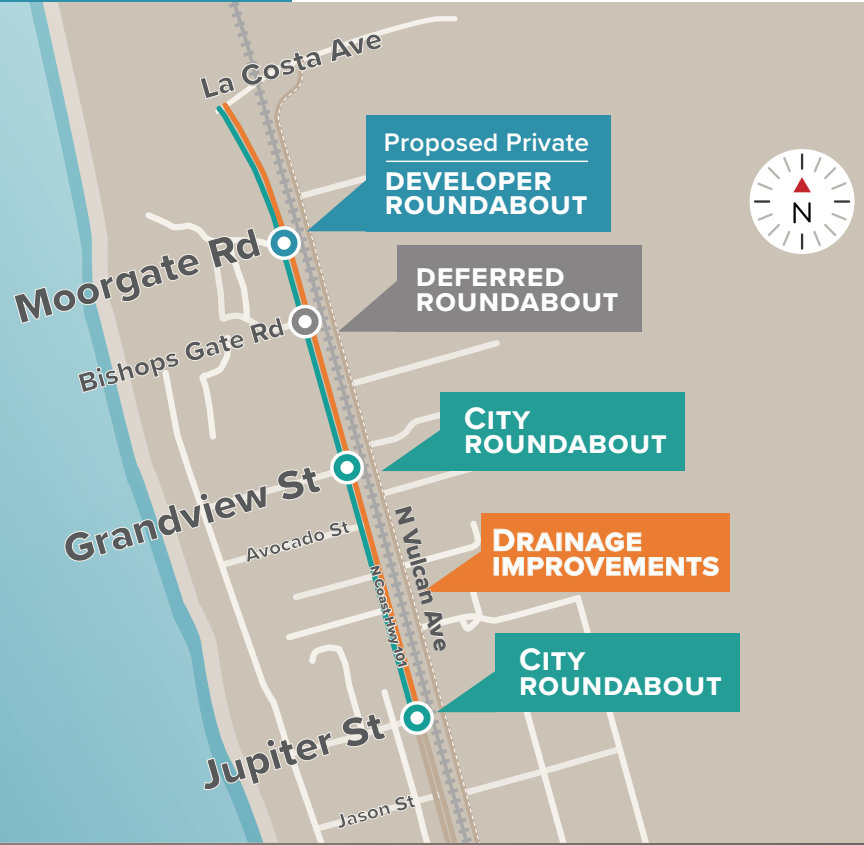 La Costa Ave
Proposed Private
DEVELOPER
ROUNDABOUT
N
Moorgate Rd
DEFERRED
ROUNDABOUT
Bishops Gate Rd
CITY
ROUNDABOUT
Grandview St
Avocado St
N Vulcan Ave
DRAINAGE
IMPROVEMENTS
N Coast Hwy 101
CITY
ROUNDABOUT
Jupiter St
Jason St